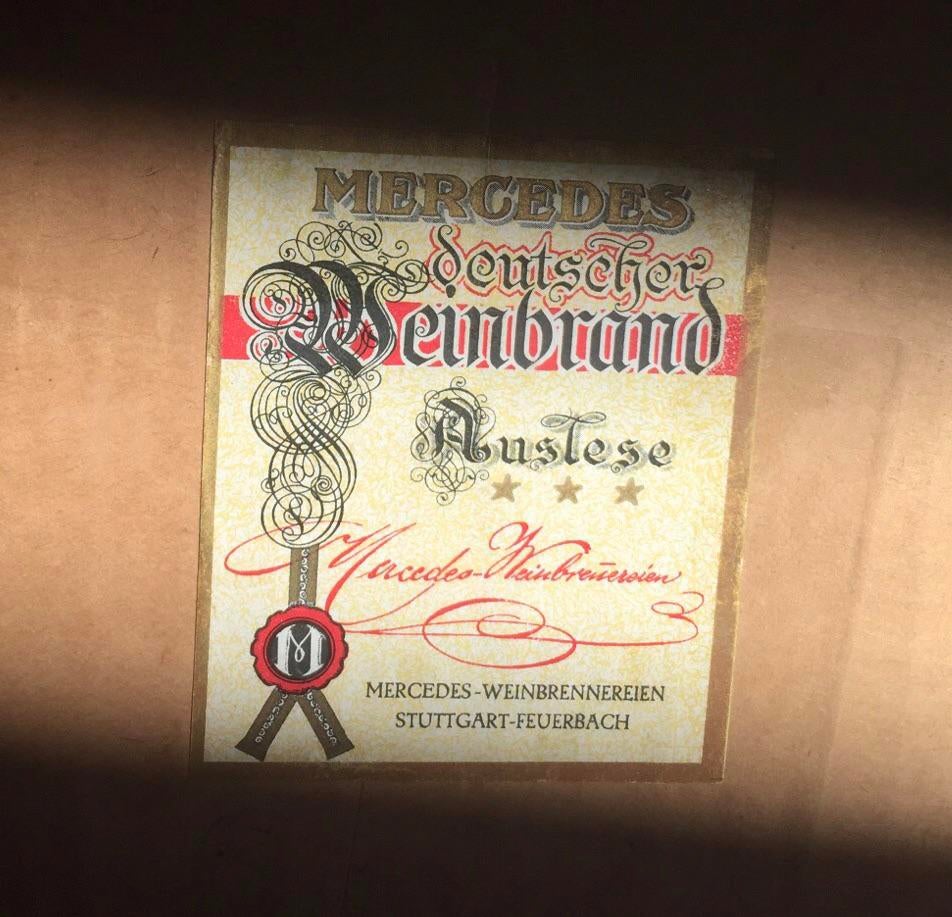 MERCEDES
deutscher
Weinbrand
Auslese
Mercedes-Weinbrennereien
M
MERCEDES-WEINBRENNEREIEN
STUTTGART-FEUERBACH